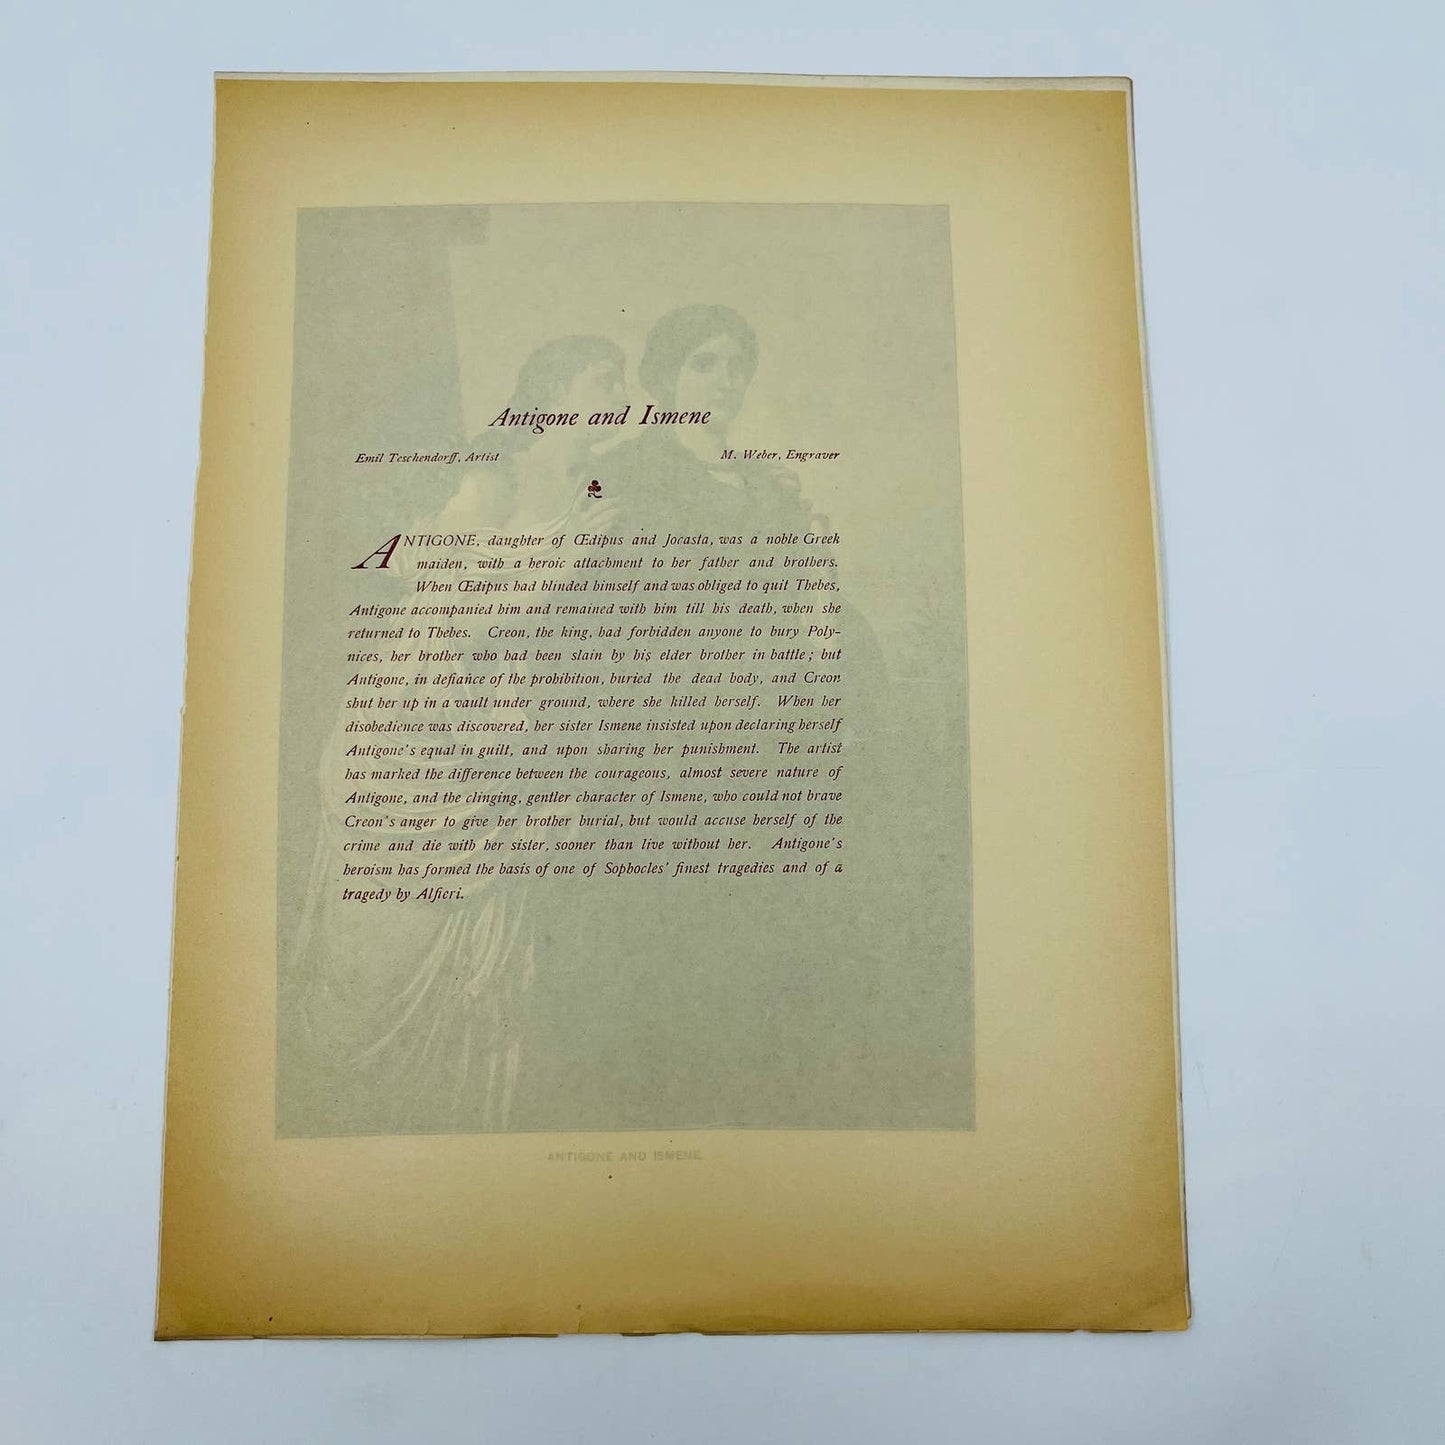 Antigone and Ismene
Emil Teschendorff, Artist
M. Weber, Engraver
ANTIGONE, daughter of Œdipus and Jocasta, was a noble Greek
maiden, with a heroic attachment to her father and brothers.
When Œdipus had blinded himself and was obliged to quit Thebes,
Antigone accompanied him and remained with him till his death, when she
returned to Thebes. Creon, the king, had forbidden anyone to bury Poly-
nices, her brother who had been slain by his elder brother in battle; but
Antigone, in defiance of the prohibition, buried the dead body, and Creon
shut her up in a vault under ground, where she killed herself. When her
disobedience was discovered, her sister Ismene insisted upon declaring herself
Antigone's equal in guilt, and upon sharing her punishment. The artist
has marked the difference between the courageous, almost severe nature of
Antigone, and the clinging, gentler character of Ismene, who could not brave
Creon's anger to give her brother burial, but would accuse herself of the
crime and die with her sister, sooner than live without her. Antigone's
heroism has formed the basis of one of Sophocles' finest tragedies and of a
tragedy by Alfieri.
ANTIGONE AND ISMENE.